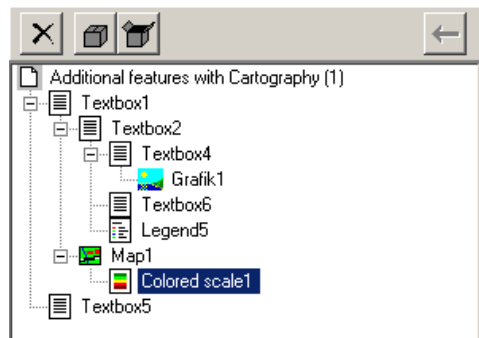 Additional features with Cartography (1)
Textbox1
Textbox2
Textbox4
Grafik1
Textbox6
Legend5
Map1
Colored scale1
Textbox5